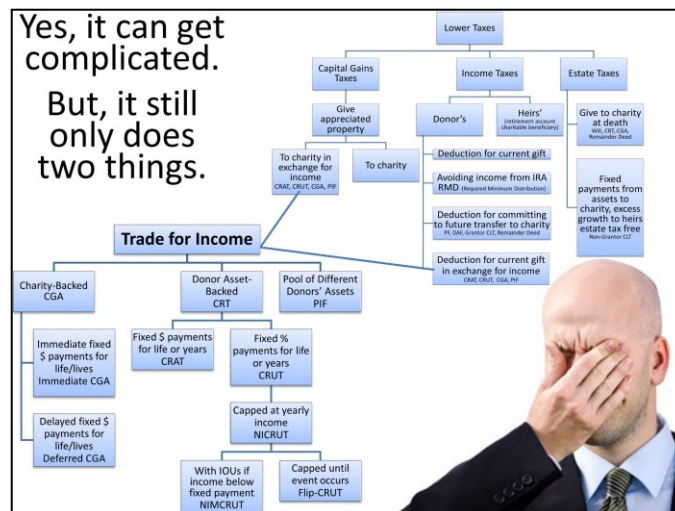 Yes, it can get
complicated.
But, it still
only does
two things.
Lower Taxes
Capital Gains
Taxes
Income Taxes
Estate Taxes
Give
appreciated
property
Donor's
Heirs'
(retirement account
charitable beneficiary)
Give to charity
at death
Will, CRT, CGA,
Remainder Deed
To charity in
exchange for
income
CRAT, CRUT, CGA, PIF
To charity
Deduction for current gift
Avoiding income from IRA
RMD (Required Minimum Distribution)
Deduction for committing
to future transfer to charity
PF, DAF, Grantor CLT, Remainder Deed
Deduction for current gift
in exchange for income
CRAT, CRUT, CGA, PIF
Fixed
payments from
assets to
charity, excess
growth to heirs
estate tax free
Non-Grantor CLT
Trade for Income
Charity-Backed
CGA
Donor Asset-
Backed
CRT
Pool of Different
Donors' Assets
PIF
Immediate fixed
$ payments for
life/lives
Immediate CGA
Delayed fixed $
payments for
life/lives
Deferred CGA
Fixed $ payments
for life or years
CRAT
Fixed %
payments for life
or years
CRUT
Capped at yearly
income
NICRUT
With IOUs if
income below
fixed payment
NIMCRUT
Capped until
event occurs
Flip-CRUT